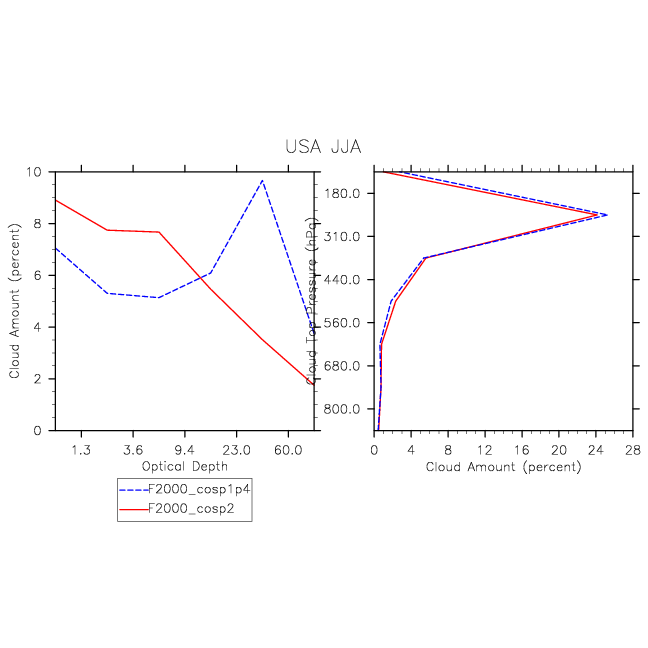 USA JJA
10
8
6
4
2
0
Cloud Amount (percent)
1.3 3.6 9.4 23.0 60.0
Optical Depth
F2000_cosp1p4
F2000_cosp2
Cloud Top Pressure (hPa)
180.0
310.0
440.0
560.0
680.0
800.0
0 4 8 12 16 20 24 28
Cloud Amount (percent)